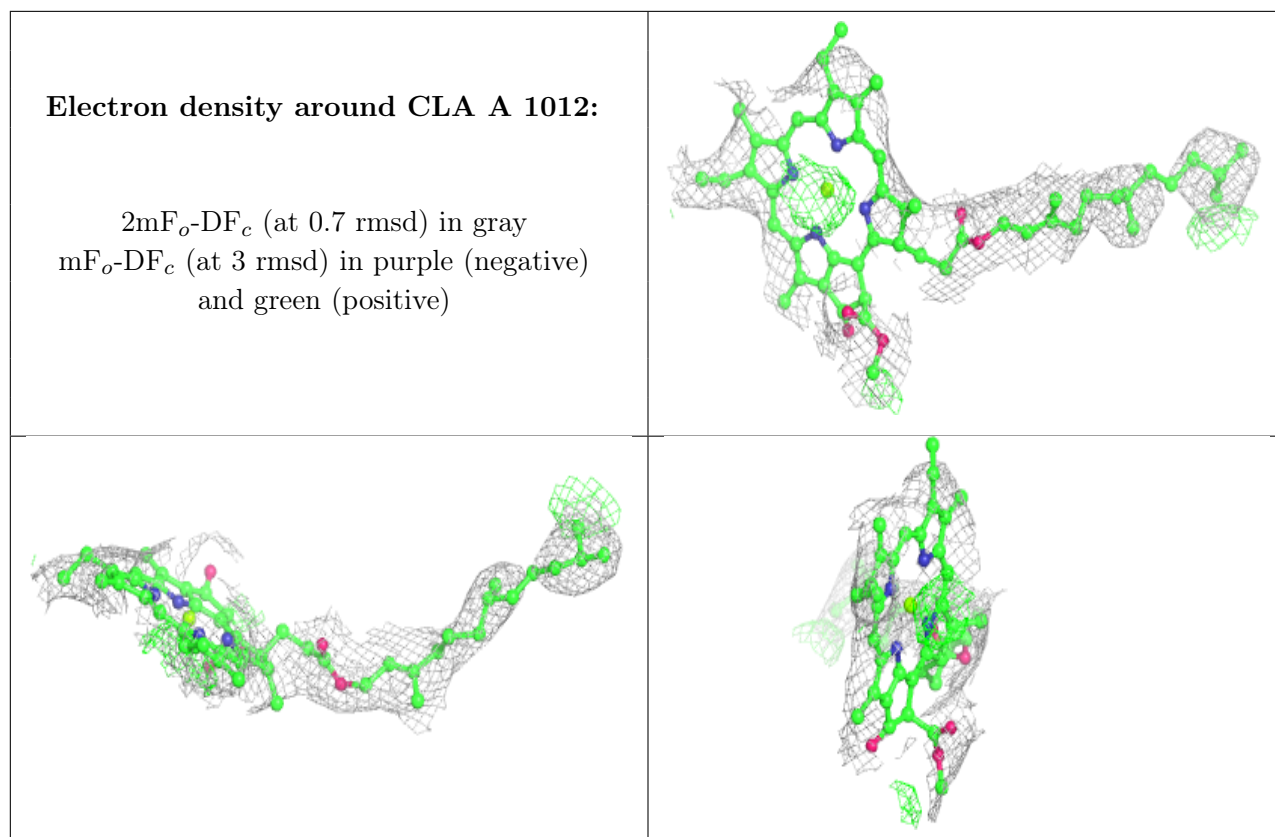 Electron density around CLA A 1012:
2mFₒ-DF𝒸 (at 0.7 rmsd) in gray
mFₒ-DF𝒸 (at 3 rmsd) in purple (negative)
and green (positive)